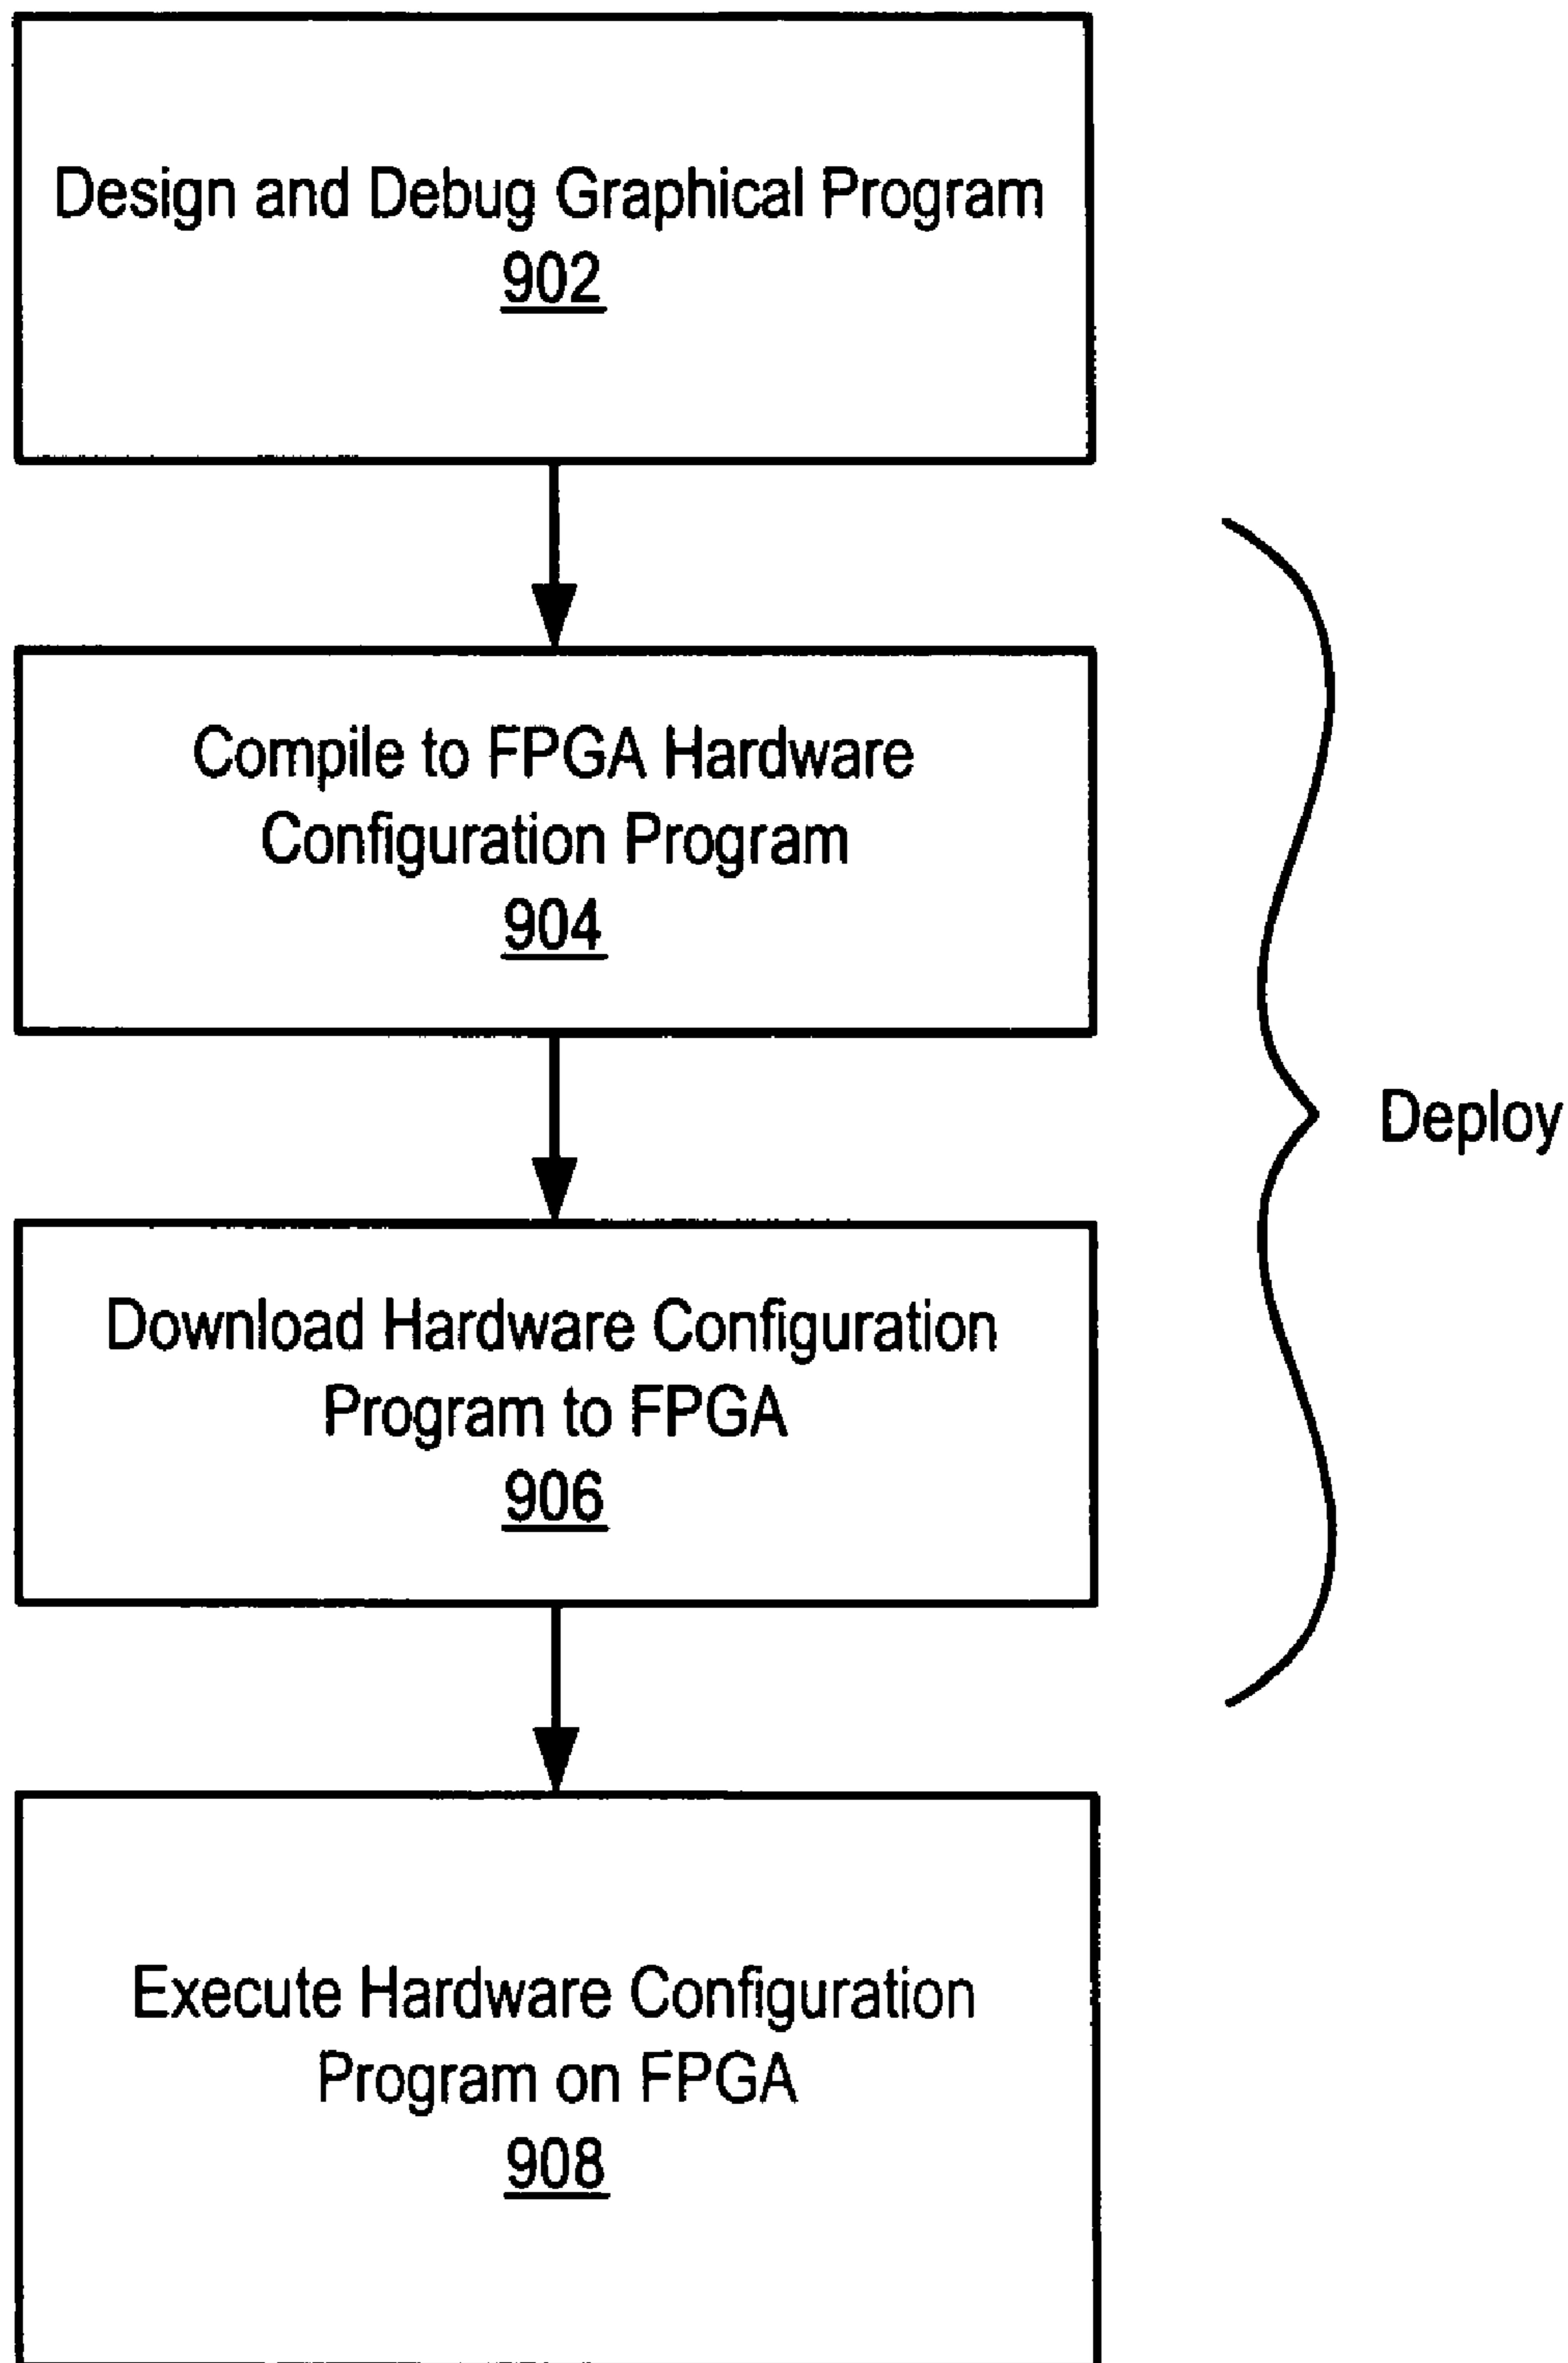 Design and Debug Graphical Program
902
Compile to FPGA Hardware
Configuration Program
904
Deploy
Download Hardware Configuration
Program to FPGA
906
Execute Hardware Configuration
Program on FPGA
908